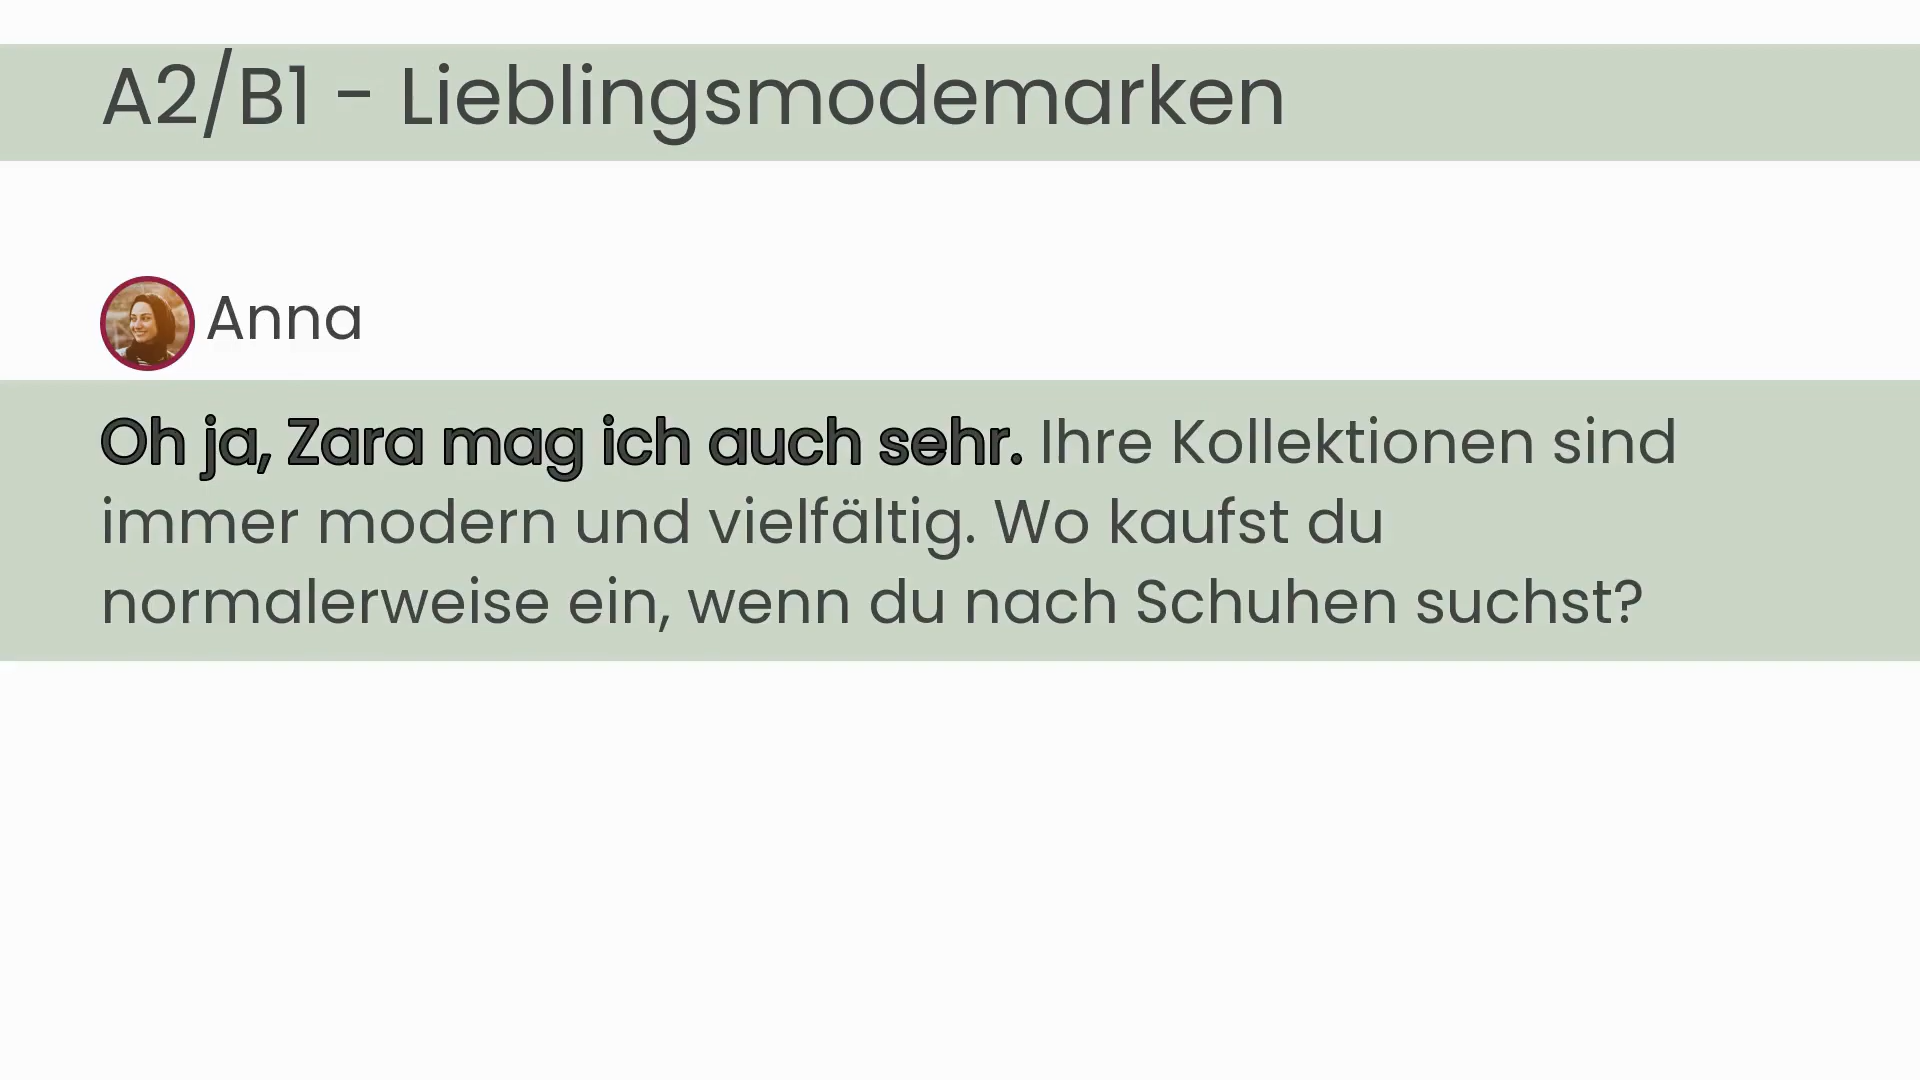 A2/B1 - Lieblingsmodemarken
Anna
Oh ja, Zara mag ich auch sehr. Ihre Kollektionen sind
immer modern und vielfältig. Wo kaufst du
normalerweise ein, wenn du nach Schuhen suchst?